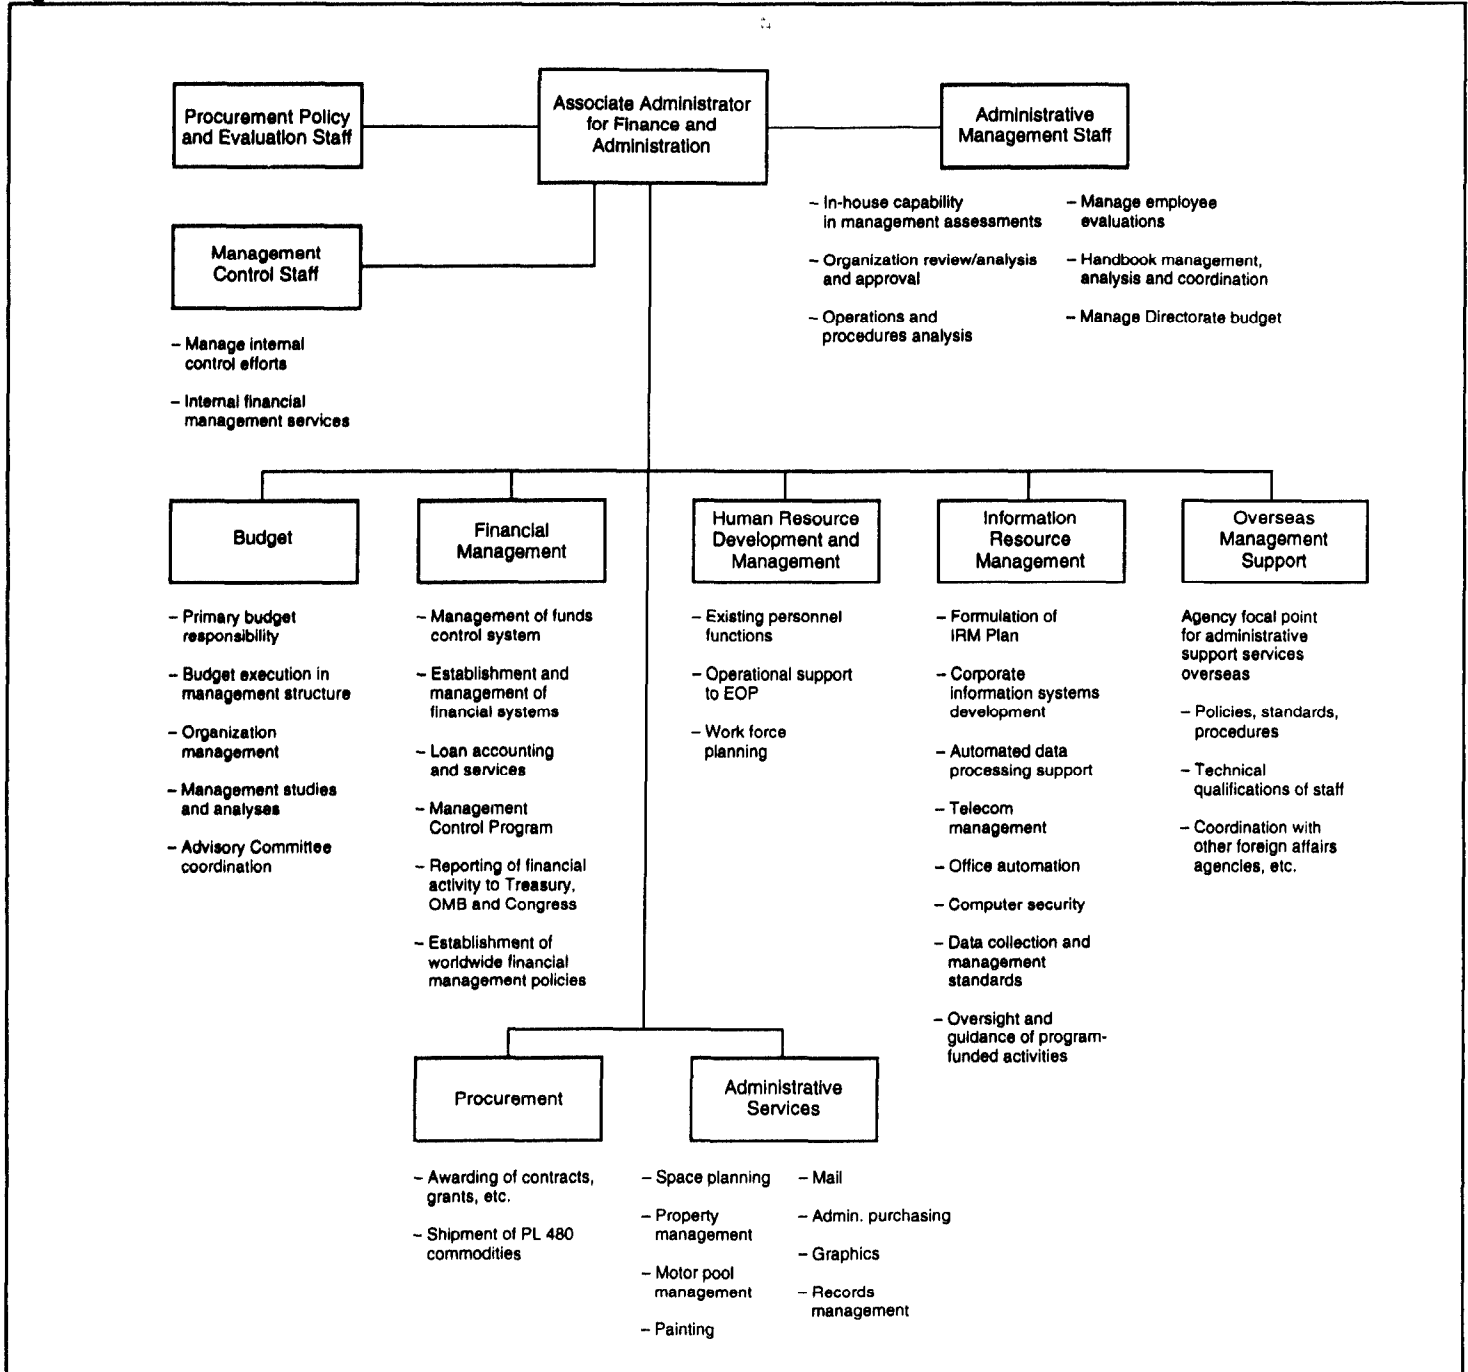 Procurement Policy
and Evaluation Staff
Associate Administrator
for Finance and
Administration
Administrative
Management Staff
– In-house capability
in management assessments
– Organization review/analysis
and approval
– Operations and
procedures analysis
– Manage employee
evaluations
– Handbook management,
analysis and coordination
– Manage Directorate budget
Management
Control Staff
– Manage internal
control efforts
– Internal financial
management services
Budget
– Primary budget
responsibility
– Budget execution in
management structure
– Organization
management
– Management studies
and analyses
– Advisory Committee
coordination
Financial
Management
– Management of funds
control system
– Establishment and
management of
financial systems
– Loan accounting
and services
– Management
Control Program
– Reporting of financial
activity to Treasury,
OMB and Congress
– Establishment of
worldwide financial
management policies
Human Resource
Development and
Management
– Existing personnel
functions
– Operational support
to EOP
– Work force
planning
Information
Resource
Management
– Formulation of
IRM Plan
– Corporate
information systems
development
– Automated data
processing support
– Telecom
management
– Office automation
– Computer security
– Data collection and
management
standards
– Oversight and
guidance of program-
funded activities
Overseas
Management
Support
Agency focal point
for administrative
support services
overseas
– Policies, standards,
procedures
– Technical
qualifications of staff
– Coordination with
other foreign affairs
agencies, etc.
Procurement
– Awarding of contracts,
grants, etc.
– Shipment of PL 480
commodities
Administrative
Services
– Space planning
– Property
management
– Motor pool
management
– Painting
– Mail
– Admin. purchasing
– Graphics
– Records
management